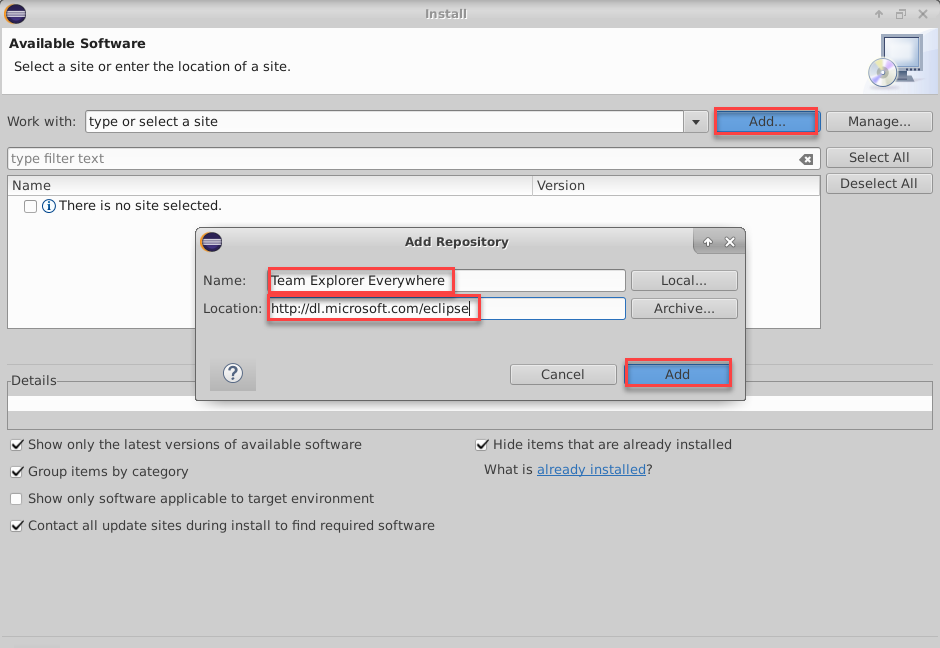 Install
Available Software
Select a site or enter the location of a site.
Work with: type or select a site Add... Manage...
type filter text Select All
Name Version Deselect All
There is no site selected.
Add Repository
Name: Team Explorer Everywhere Local...
Location: http://dl.microsoft.com/eclipse Archive...
? Cancel Add
Details
Show only the latest versions of available software Hide items that are already installed
Group items by category What is already installed?
Show only software applicable to target environment
Contact all update sites during install to find required software